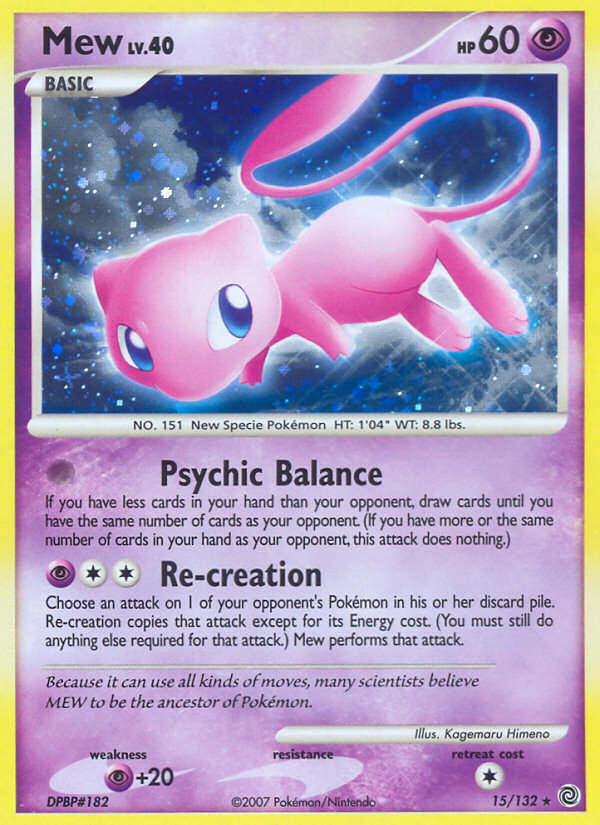 Mew LV.40 HP 60
BASIC
NO. 151 New Specie Pokémon HT: 1'04" WT: 8.8 lbs.
Psychic Balance
If you have less cards in your hand than your opponent, draw cards until you
have the same number of cards as your opponent. (If you have more or the same
number of cards in your hand as your opponent, this attack does nothing.)
Re-creation
Choose an attack on 1 of your opponent's Pokémon in his or her discard pile.
Re-creation copies that attack except for its Energy cost. (You must still do
anything else required for that attack.) Mew performs that attack.
Because it can use all kinds of moves, many scientists believe
MEW to be the ancestor of Pokémon.
Illus. Kagemaru Himeno
weakness resistance retreat cost
+20
DPBP#182 ©2007 Pokémon/Nintendo 15/132 ★